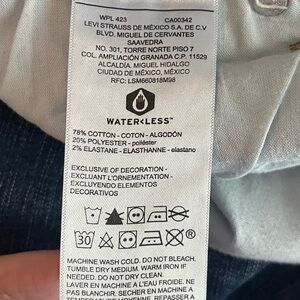 WPL 423 CA00342
LEVI STRAUSS DE MÉXICO S.A. DE C.V
BLVD. MIGUEL DE CERVANTES
SAAVEDRA
NO. 301, TORRE NORTE PISO 7
COL. AMPLIACIÓN GRANADA C.P. 11529
ALCALDÍA. MIGUEL HIDALGO
CIUDAD DE MÉXICO, MÉXICO
RFC: LSM660818M98
WATER<LESS™
78% COTTON - COTON - ALGODÓN
20% POLYESTER - poliéster
2% ELASTANE - ELASTHANNE - elastano
EXCLUSIVE OF DECORATION -
EXCLUANT L'ORNEMENTATION -
EXCLUYENDO ELEMENTOS
DECORATIVOS
30
MACHINE WASH COLD. DO NOT BLEACH.
TUMBLE DRY MEDIUM. WARM IRON IF
NEEDED. DO NOT DRY CLEAN.
LAVER EN MACHINE À L'EAU FROIDE. NE
PAS BLANCHIR. SECHER EN MACHINE À